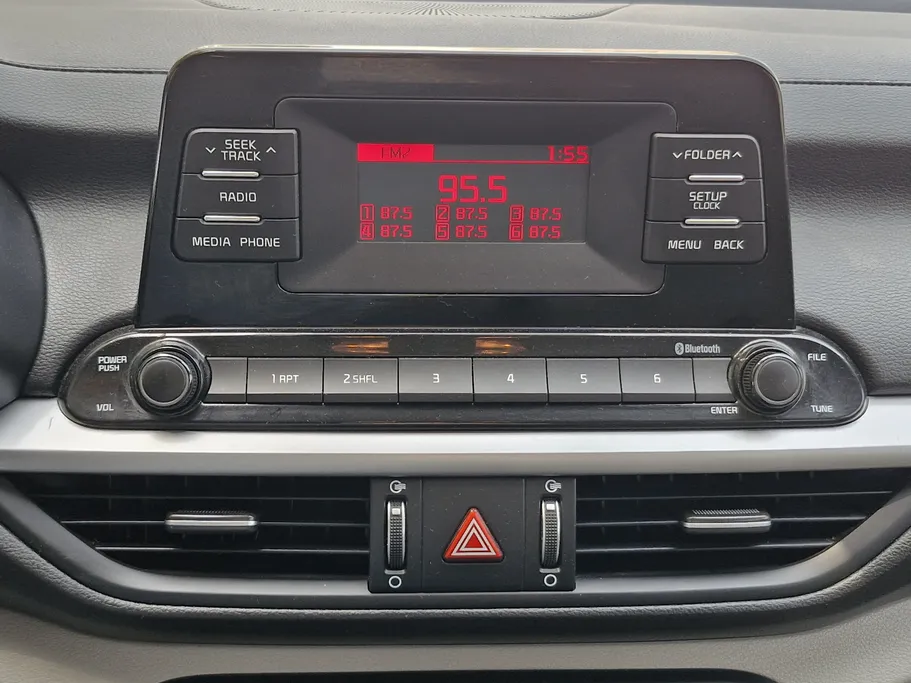 SEEK
TRACK
RADIO
MEDIA PHONE
FM2 1:55
95.5
1 87.5 2 87.5 3 87.5
4 87.5 5 87.5 6 87.5
FOLDER
SETUP
CLOCK
MENU BACK
POWER
PUSH
VOL
1 RPT
2 SHFL
3
4
5
6
Bluetooth
FILE
ENTER
TUNE